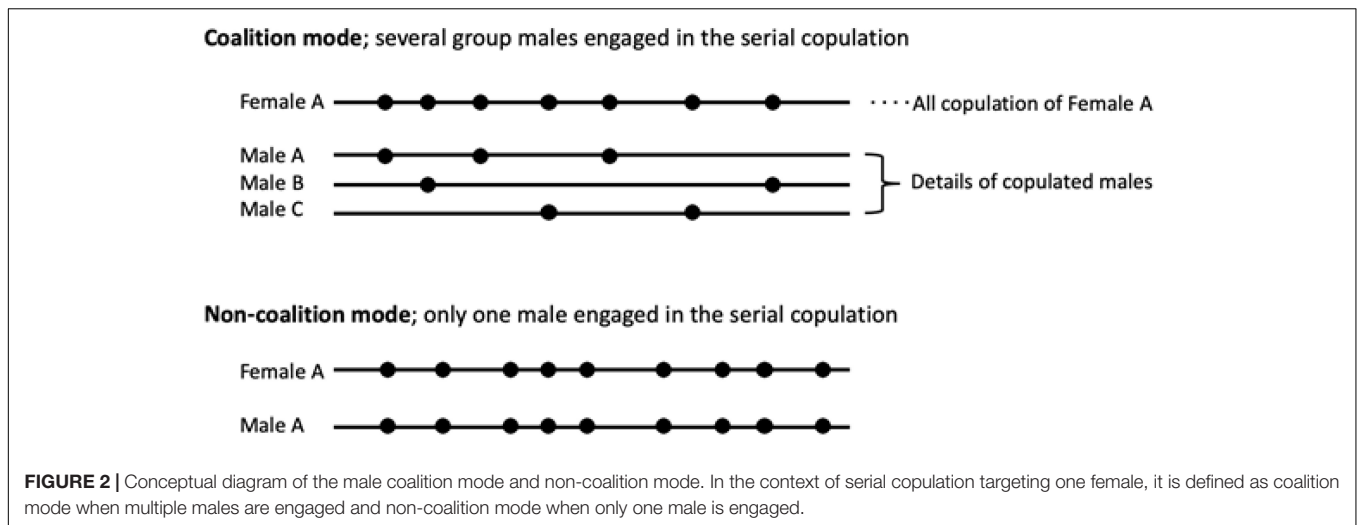 Coalition mode; several group males engaged in the serial copulation
Female A
····All copulation of Female A
Male A
Male B
Details of copulated males
Male C
Non-coalition mode; only one male engaged in the serial copulation
Female A
Male A
FIGURE 2 | Conceptual diagram of the male coalition mode and non-coalition mode. In the context of serial copulation targeting one female, it is defined as coalition
mode when multiple males are engaged and non-coalition mode when only one male is engaged.